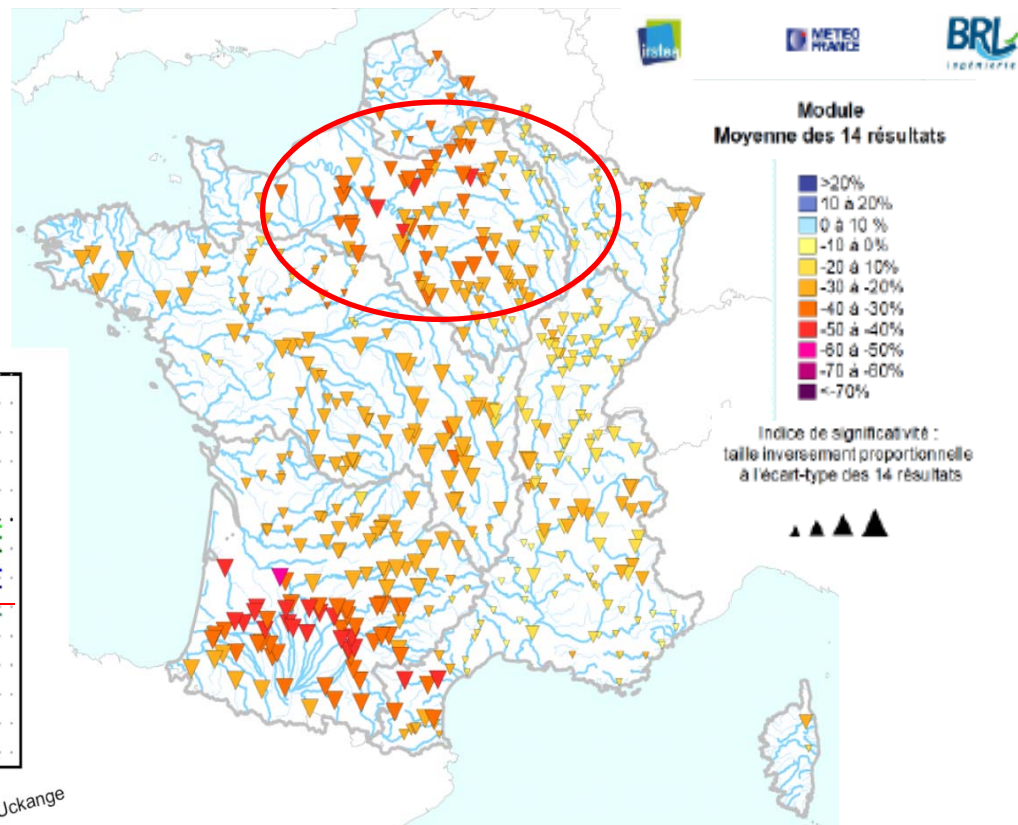 irstea
METEO
FRANCE
BRL
Ingénierie
Module
Moyenne des 14 résultats
>20%
10 à 20%
0 à 10 %
-10 à 0%
-20 à 10%
-30 à -20%
-40 à -30%
-50 à -40%
-60 à -50%
-70 à -60%
<-70%
Indice de significativité :
taille inversement proportionnelle
à l'écart-type des 14 résultats
Uckange